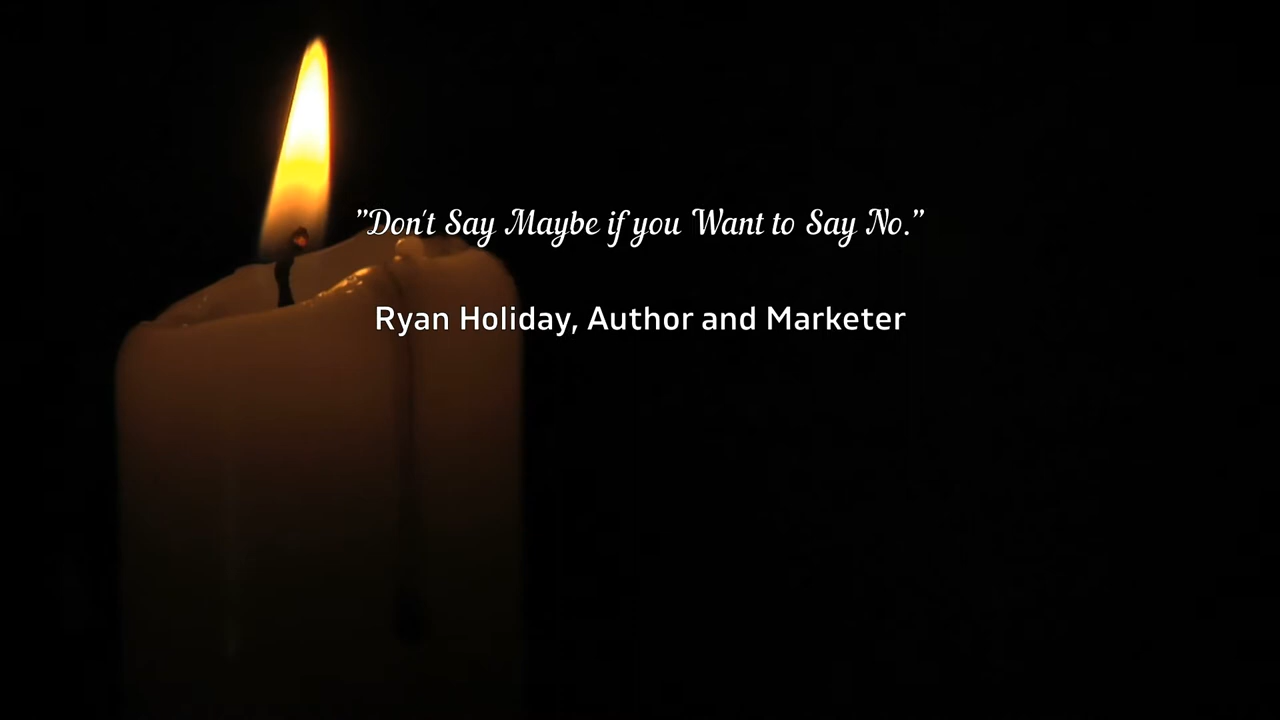 ”Don't Say Maybe if you Want to Say No.”
Ryan Holiday, Author and Marketer